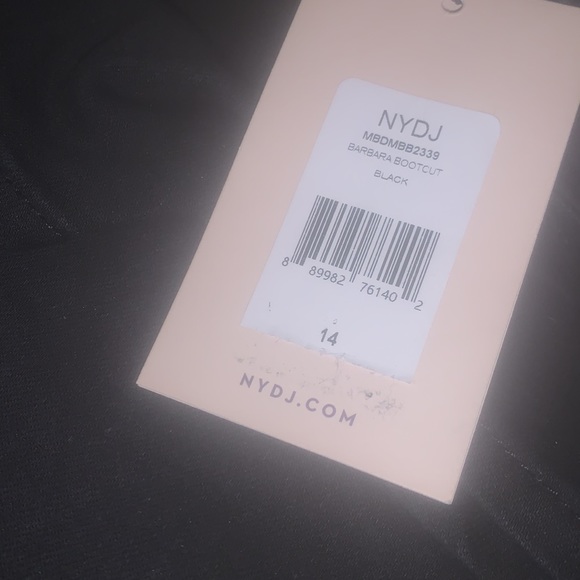 NYDJ
MBDMBB2339
BARBARA BOOTCUT
BLACK
8 89982 76140 2
14
NYDJ.COM